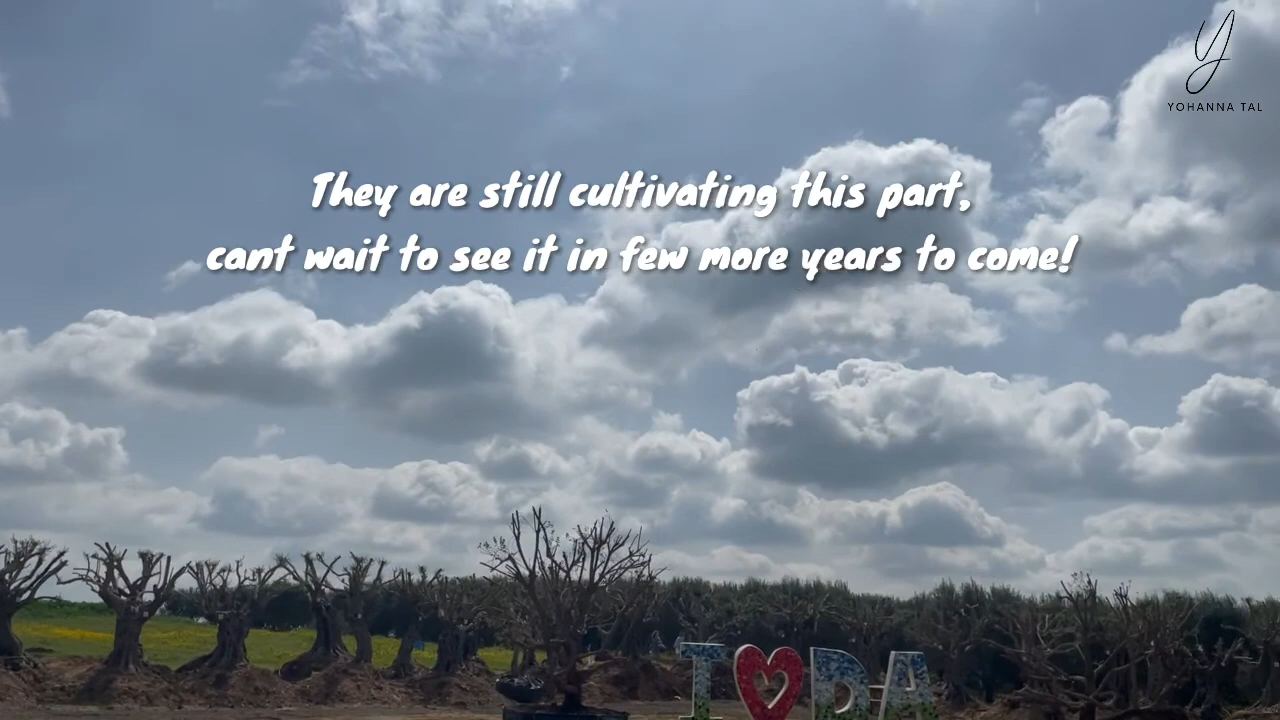 Y
YOHANNA TAL
They are still cultivating this part,
cant wait to see it in few more years to come!
I ❤ DA